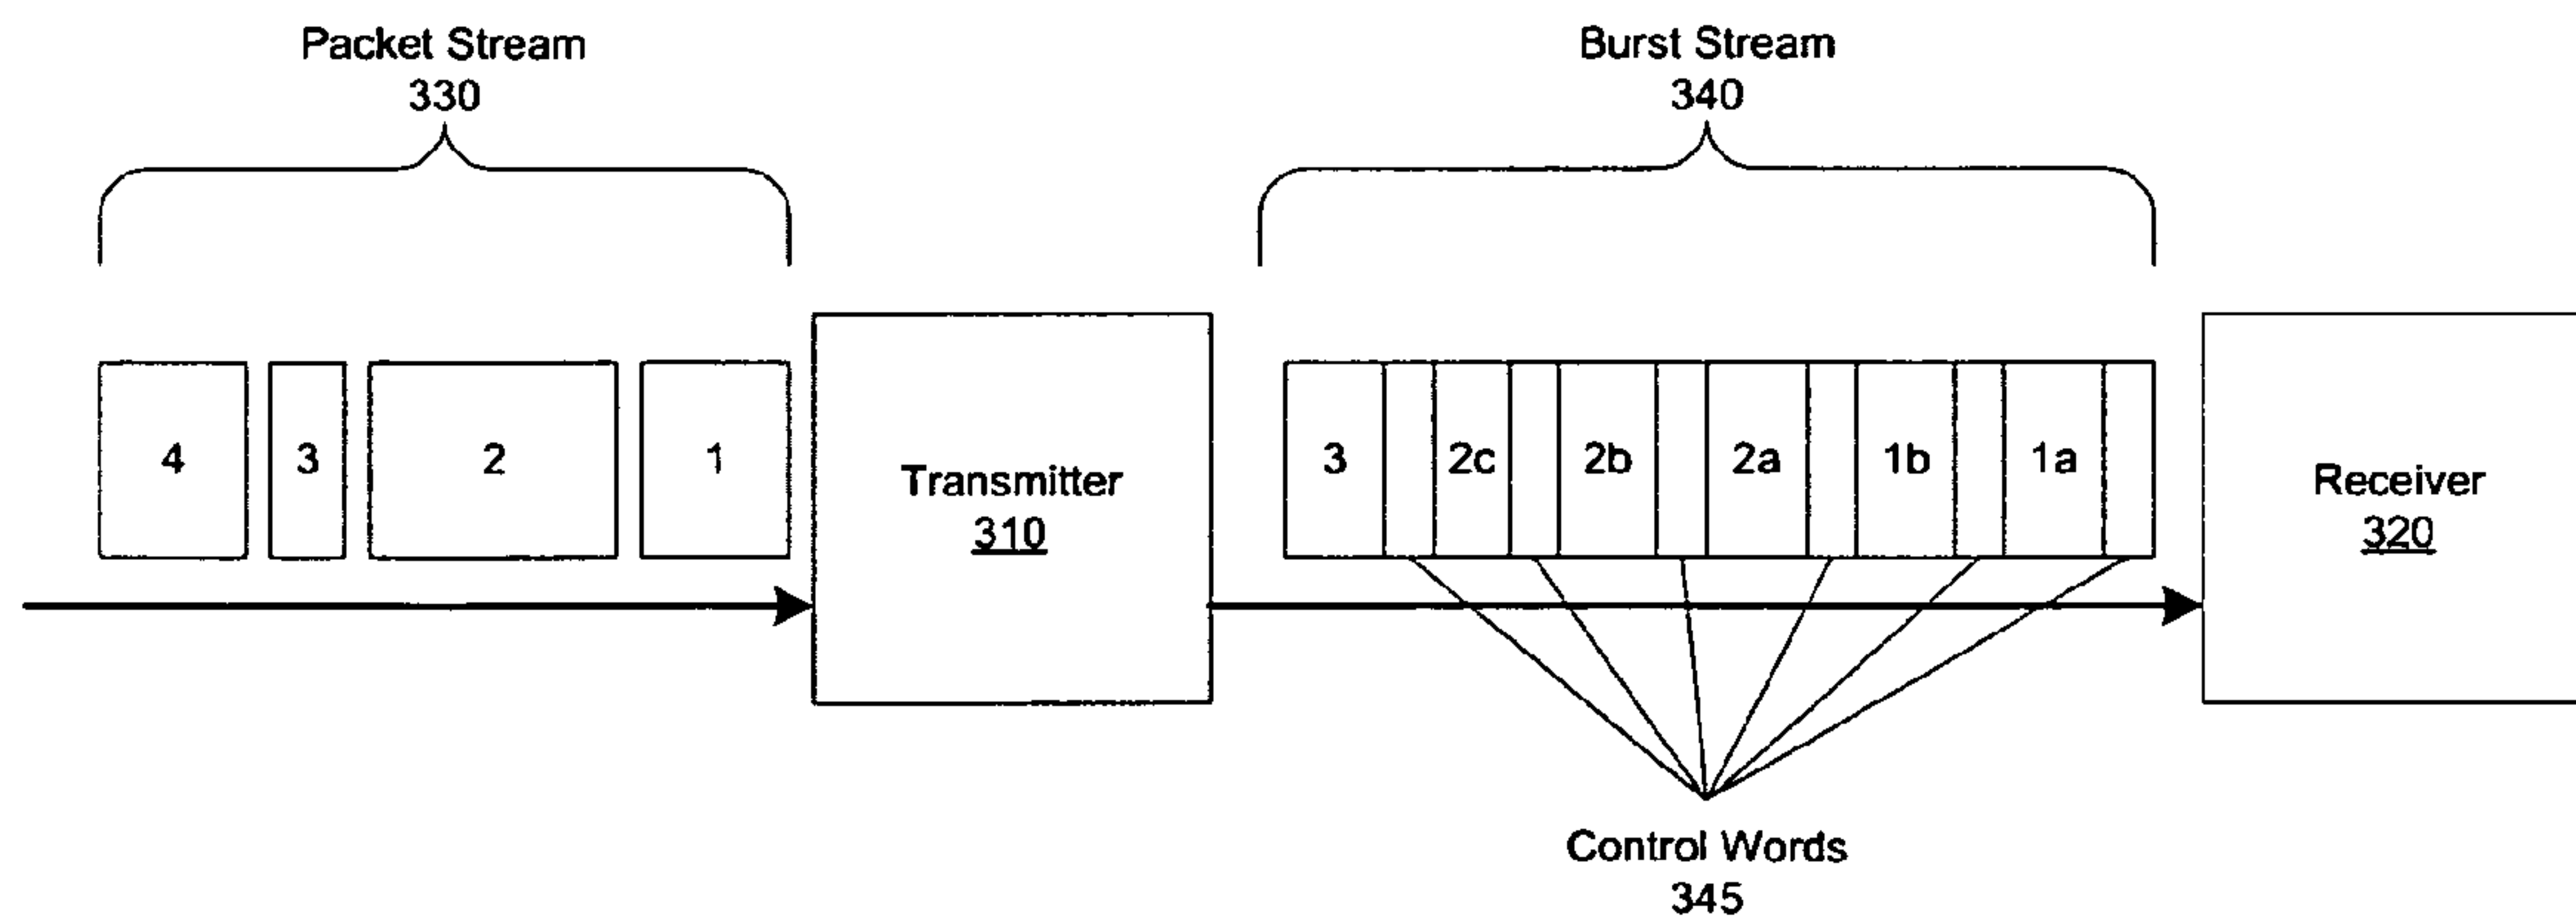 Packet Stream
330
Burst Stream
340
4
3
2
1
Transmitter
310
3
2c
2b
2a
1b
1a
Receiver
320
Control Words
345